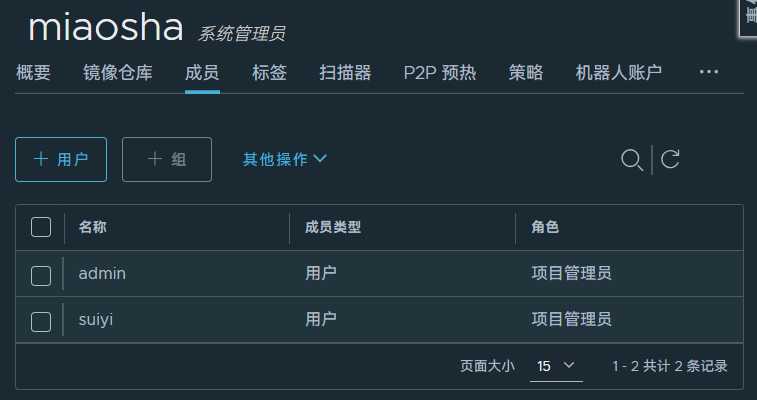 miaosha 系统管理员
概要 镜像仓库 成员 标签 扫描器 P2P 预热 策略 机器人账户 ...
+ 用户 + 组 其他操作
名称 成员类型 角色
admin 用户 项目管理员
suiyi 用户 项目管理员
页面大小 15 1 - 2 共计 2 条记录